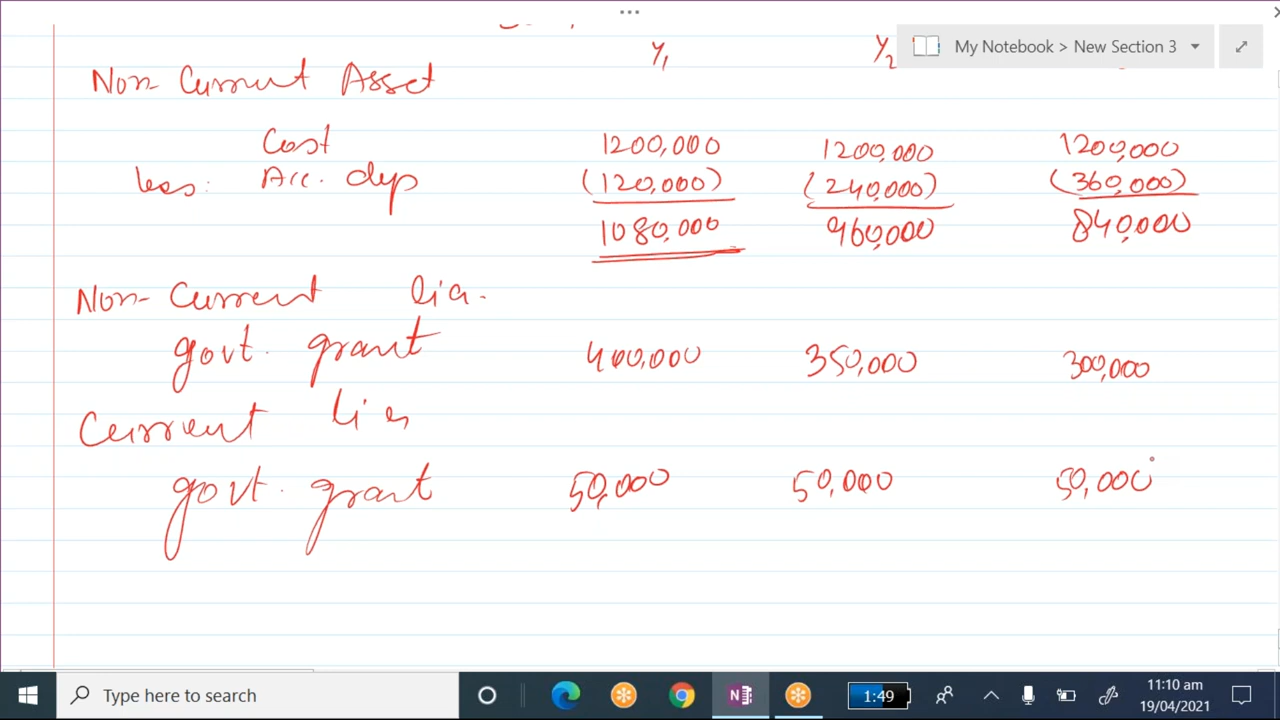 My Notebook > New Section 3
Y1 Y2
Non-Current Asset
Cost 1200,000 1200,000 1200,000
less: Acc. dep (120,000) (240,000) (360,000)
1080,000 960,000 840,000
Non-Current lia.
govt. grant 400,000 350,000 300,000
Current lia
govt. grant 50,000 50,000 50,000
Type here to search
1:49
11:10 am
19/04/2021